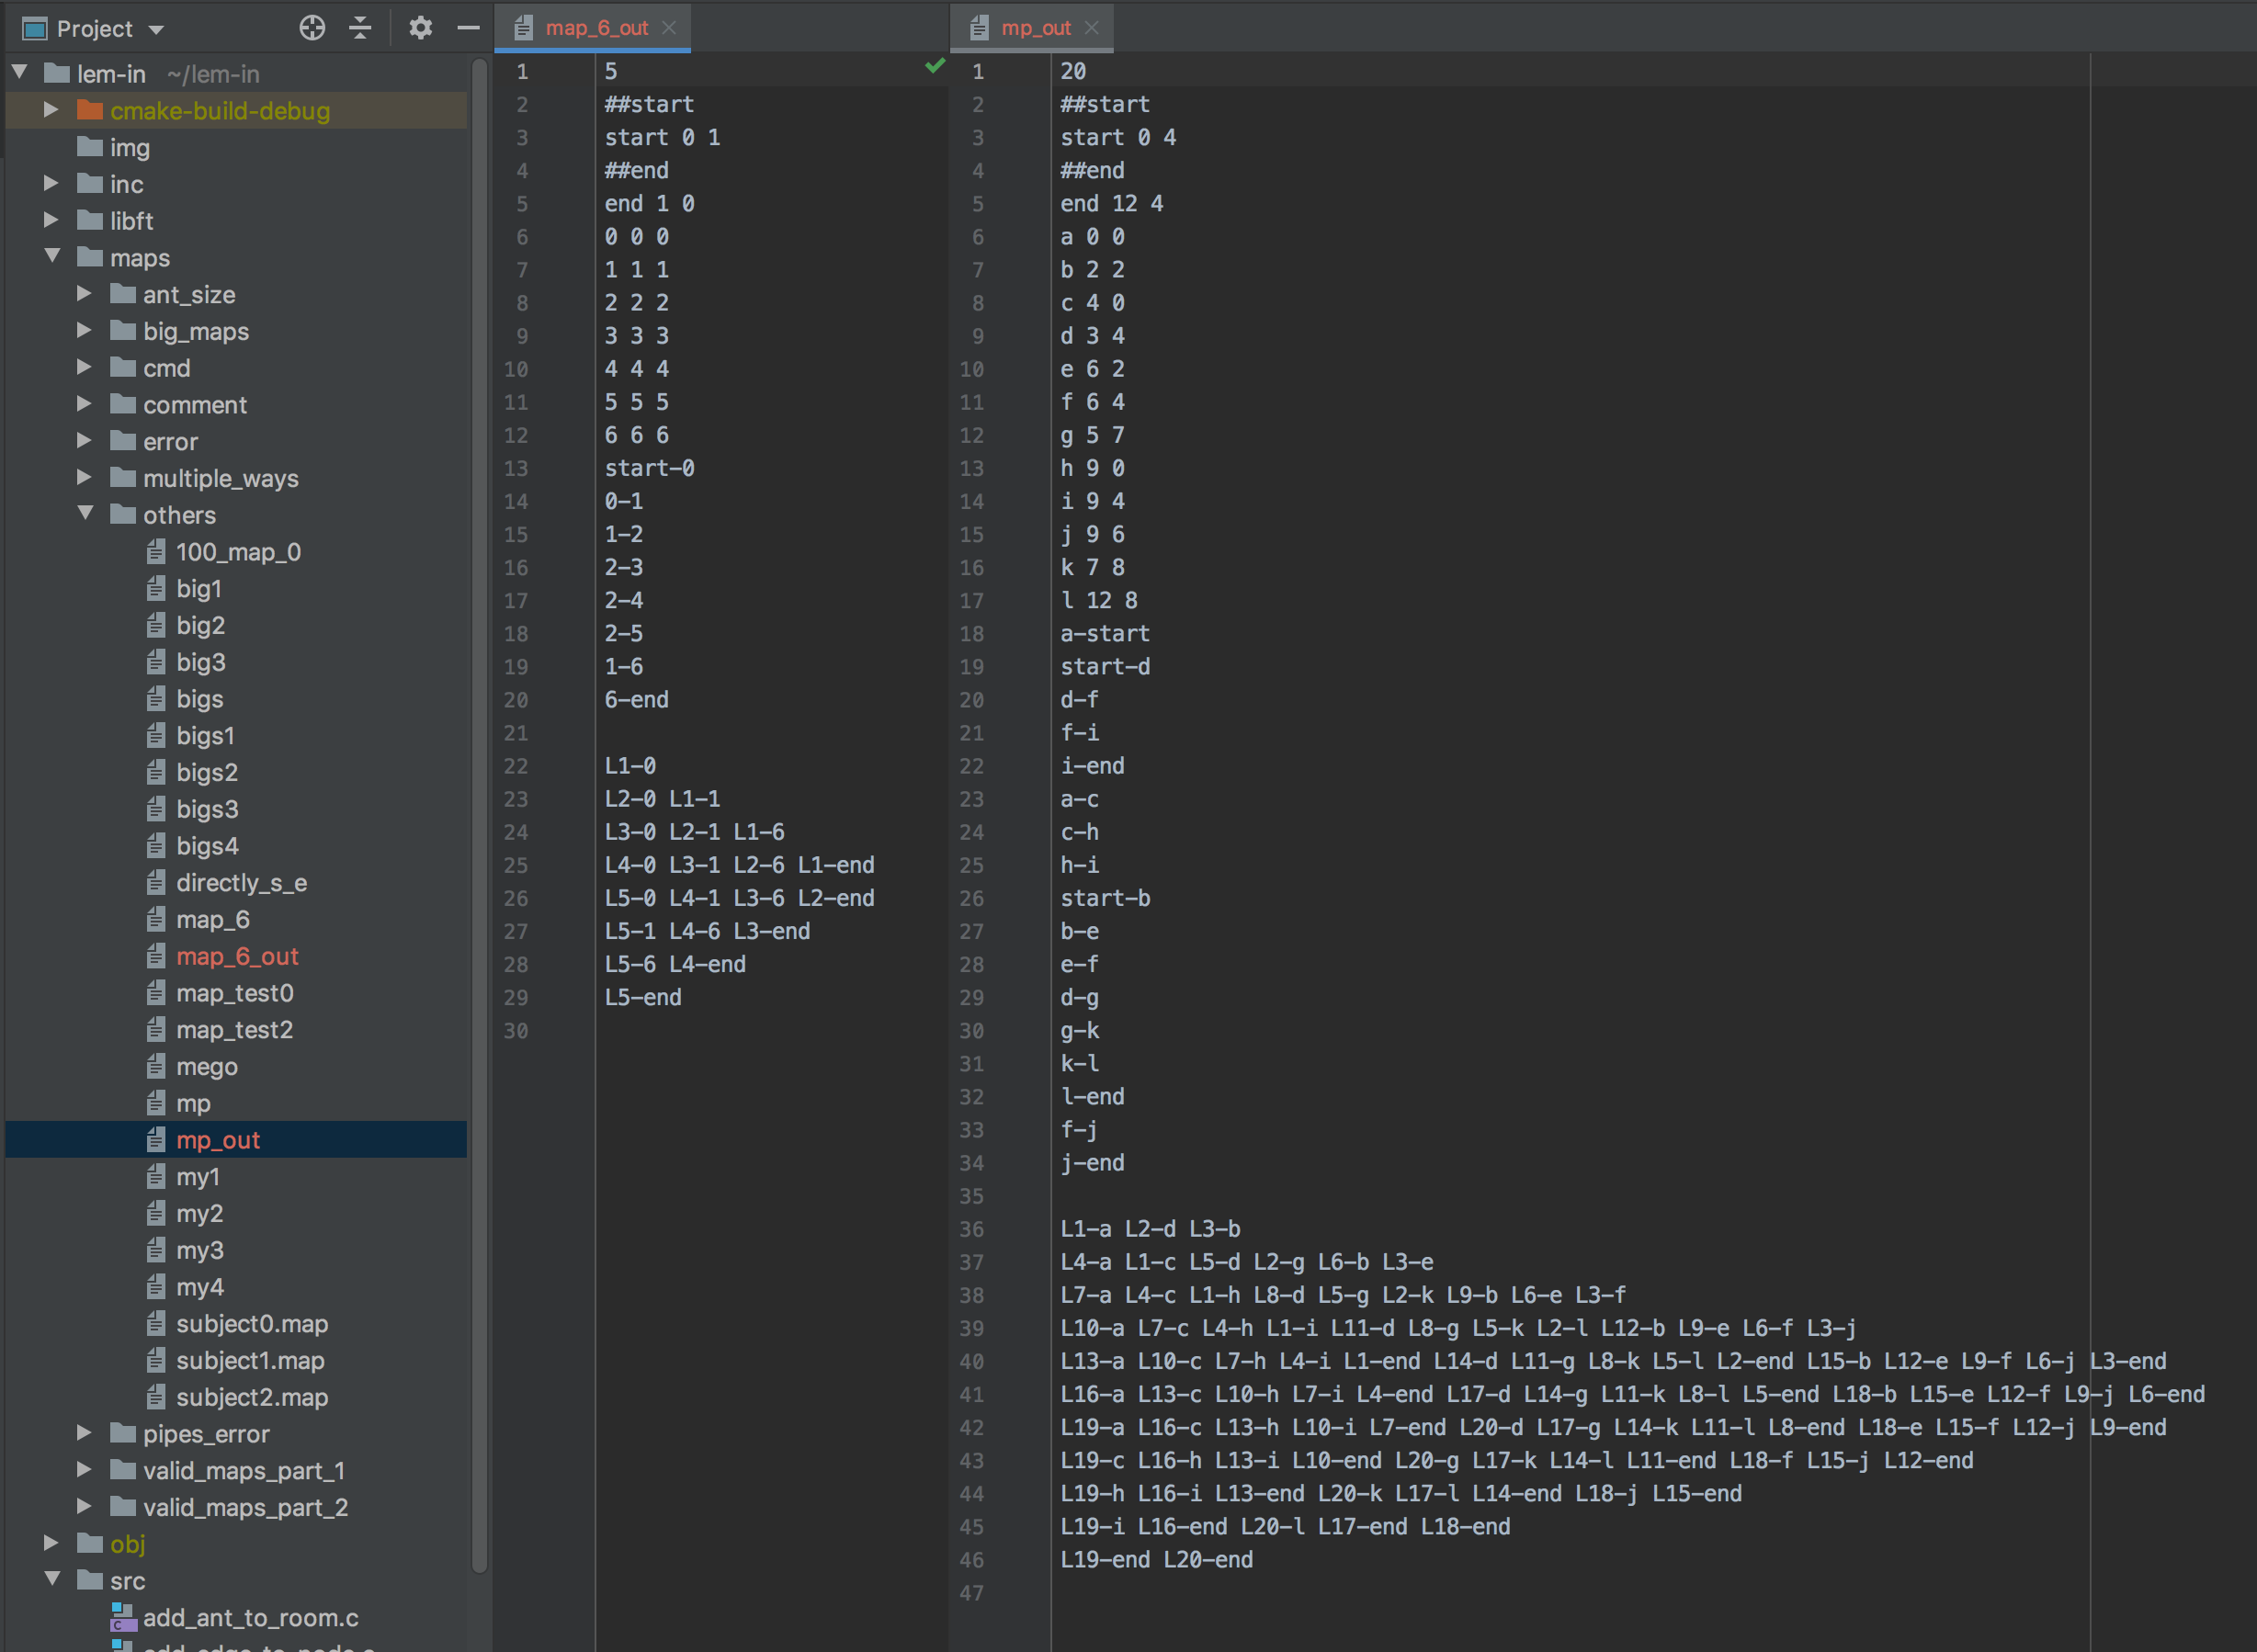 Project
lem-in ~/lem-in
cmake-build-debug
img
inc
libft
maps
ant_size
big_maps
cmd
comment
error
multiple_ways
others
100_map_0
big1
big2
big3
bigs
bigs1
bigs2
bigs3
bigs4
directly_s_e
map_6
map_6_out
map_test0
map_test2
mego
mp
mp_out
my1
my2
my3
my4
subject0.map
subject1.map
subject2.map
pipes_error
valid_maps_part_1
valid_maps_part_2
obj
src
add_ant_to_room.c
map_6_out
1 5
2 ##start
3 start 0 1
4 ##end
5 end 1 0
6 0 0 0
7 1 1 1
8 2 2 2
9 3 3 3
10 4 4 4
11 5 5 5
12 6 6 6
13 start-0
14 0-1
15 1-2
16 2-3
17 2-4
18 2-5
19 1-6
20 6-end
21
22 L1-0
23 L2-0 L1-1
24 L3-0 L2-1 L1-6
25 L4-0 L3-1 L2-6 L1-end
26 L5-0 L4-1 L3-6 L2-end
27 L5-1 L4-6 L3-end
28 L5-6 L4-end
29 L5-end
30
mp_out
1 20
2 ##start
3 start 0 4
4 ##end
5 end 12 4
6 a 0 0
7 b 2 2
8 c 4 0
9 d 3 4
10 e 6 2
11 f 6 4
12 g 5 7
13 h 9 0
14 i 9 4
15 j 9 6
16 k 7 8
17 l 12 8
18 a-start
19 start-d
20 d-f
21 f-i
22 i-end
23 a-c
24 c-h
25 h-i
26 start-b
27 b-e
28 e-f
29 d-g
30 g-k
31 k-l
32 l-end
33 f-j
34 j-end
35
36 L1-a L2-d L3-b
37 L4-a L1-c L5-d L2-g L6-b L3-e
38 L7-a L4-c L1-h L8-d L5-g L2-k L9-b L6-e L3-f
39 L10-a L7-c L4-h L1-i L11-d L8-g L5-k L2-l L12-b L9-e L6-f L3-j
40 L13-a L10-c L7-h L4-i L1-end L14-d L11-g L8-k L5-l L2-end L15-b L12-e L9-f L6-j L3-end
41 L16-a L13-c L10-h L7-i L4-end L17-d L14-g L11-k L8-l L5-end L18-b L15-e L12-f L9-j L6-end
42 L19-a L16-c L13-h L10-i L7-end L20-d L17-g L14-k L11-l L8-end L18-e L15-f L12-j L9-end
43 L19-c L16-h L13-i L10-end L20-g L17-k L14-l L11-end L18-f L15-j L12-end
44 L19-h L16-i L13-end L20-k L17-l L14-end L18-j L15-end
45 L19-i L16-end L20-l L17-end L18-end
46 L19-end L20-end
47